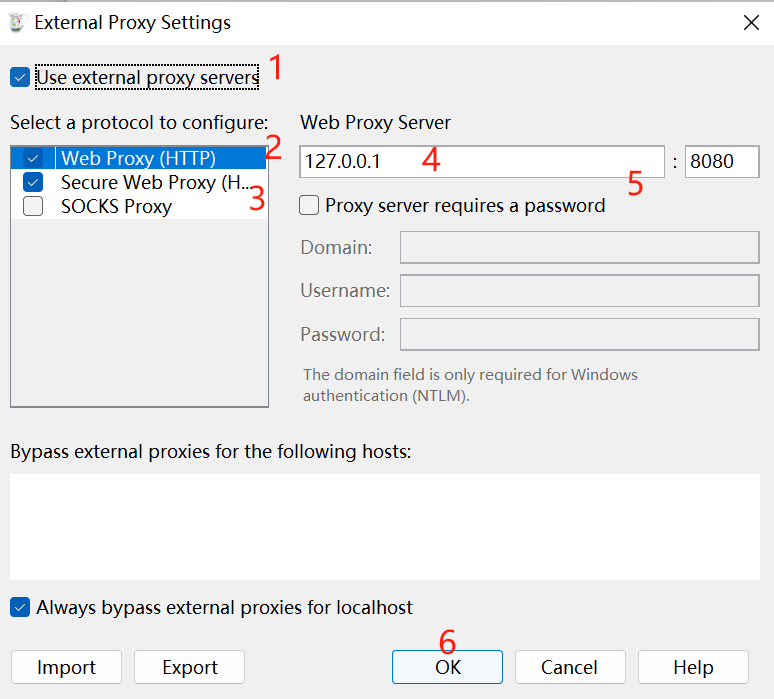 External Proxy Settings
Use external proxy servers 1
Select a protocol to configure:
Web Proxy (HTTP) 2
Secure Web Proxy (H...
SOCKS Proxy 3
Web Proxy Server
127.0.0.1 4 : 8080
5
Proxy server requires a password
Domain:
Username:
Password:
The domain field is only required for Windows
authentication (NTLM).
Bypass external proxies for the following hosts:
Always bypass external proxies for localhost
6
Import Export OK Cancel Help